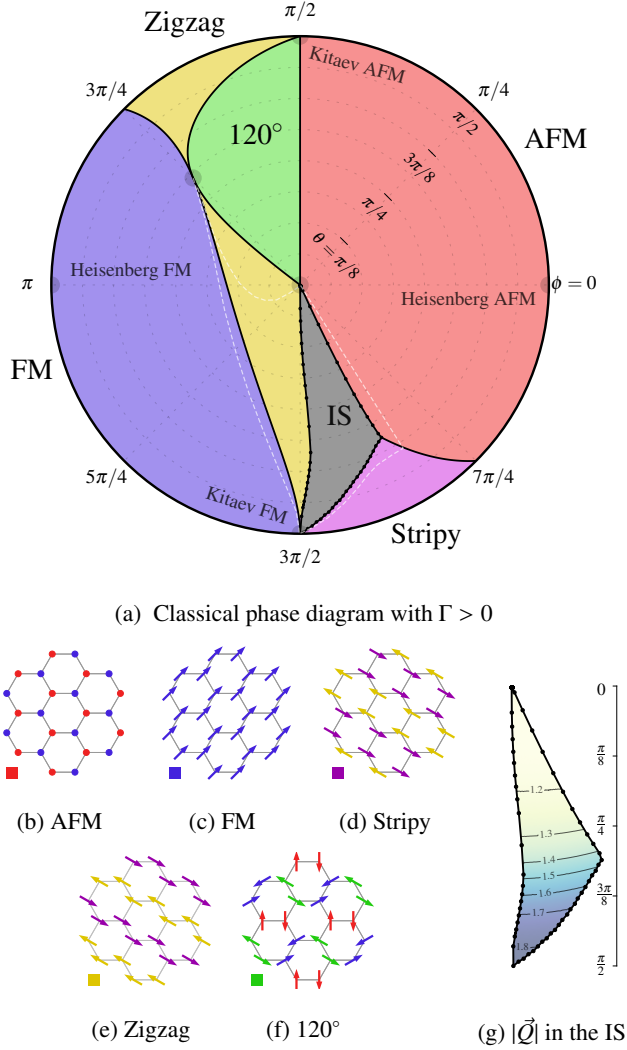 π/2
Zigzag
Kitaev AFM
3π/4
π/4
π/2
AFM
120°
3π/8
π/4
θ = π/8
π
Heisenberg FM
Heisenberg AFM
ϕ = 0
FM
IS
5π/4
Kitaev FM
7π/4
Stripy
3π/2
(a) Classical phase diagram with Γ > 0
(b) AFM
(c) FM
(d) Stripy
(e) Zigzag
(f) 120°
0
π/8
π/4
3π/8
π/2
1.2
1.3
1.4
1.5
1.6
1.7
1.8
(g) |Q⃗| in the IS